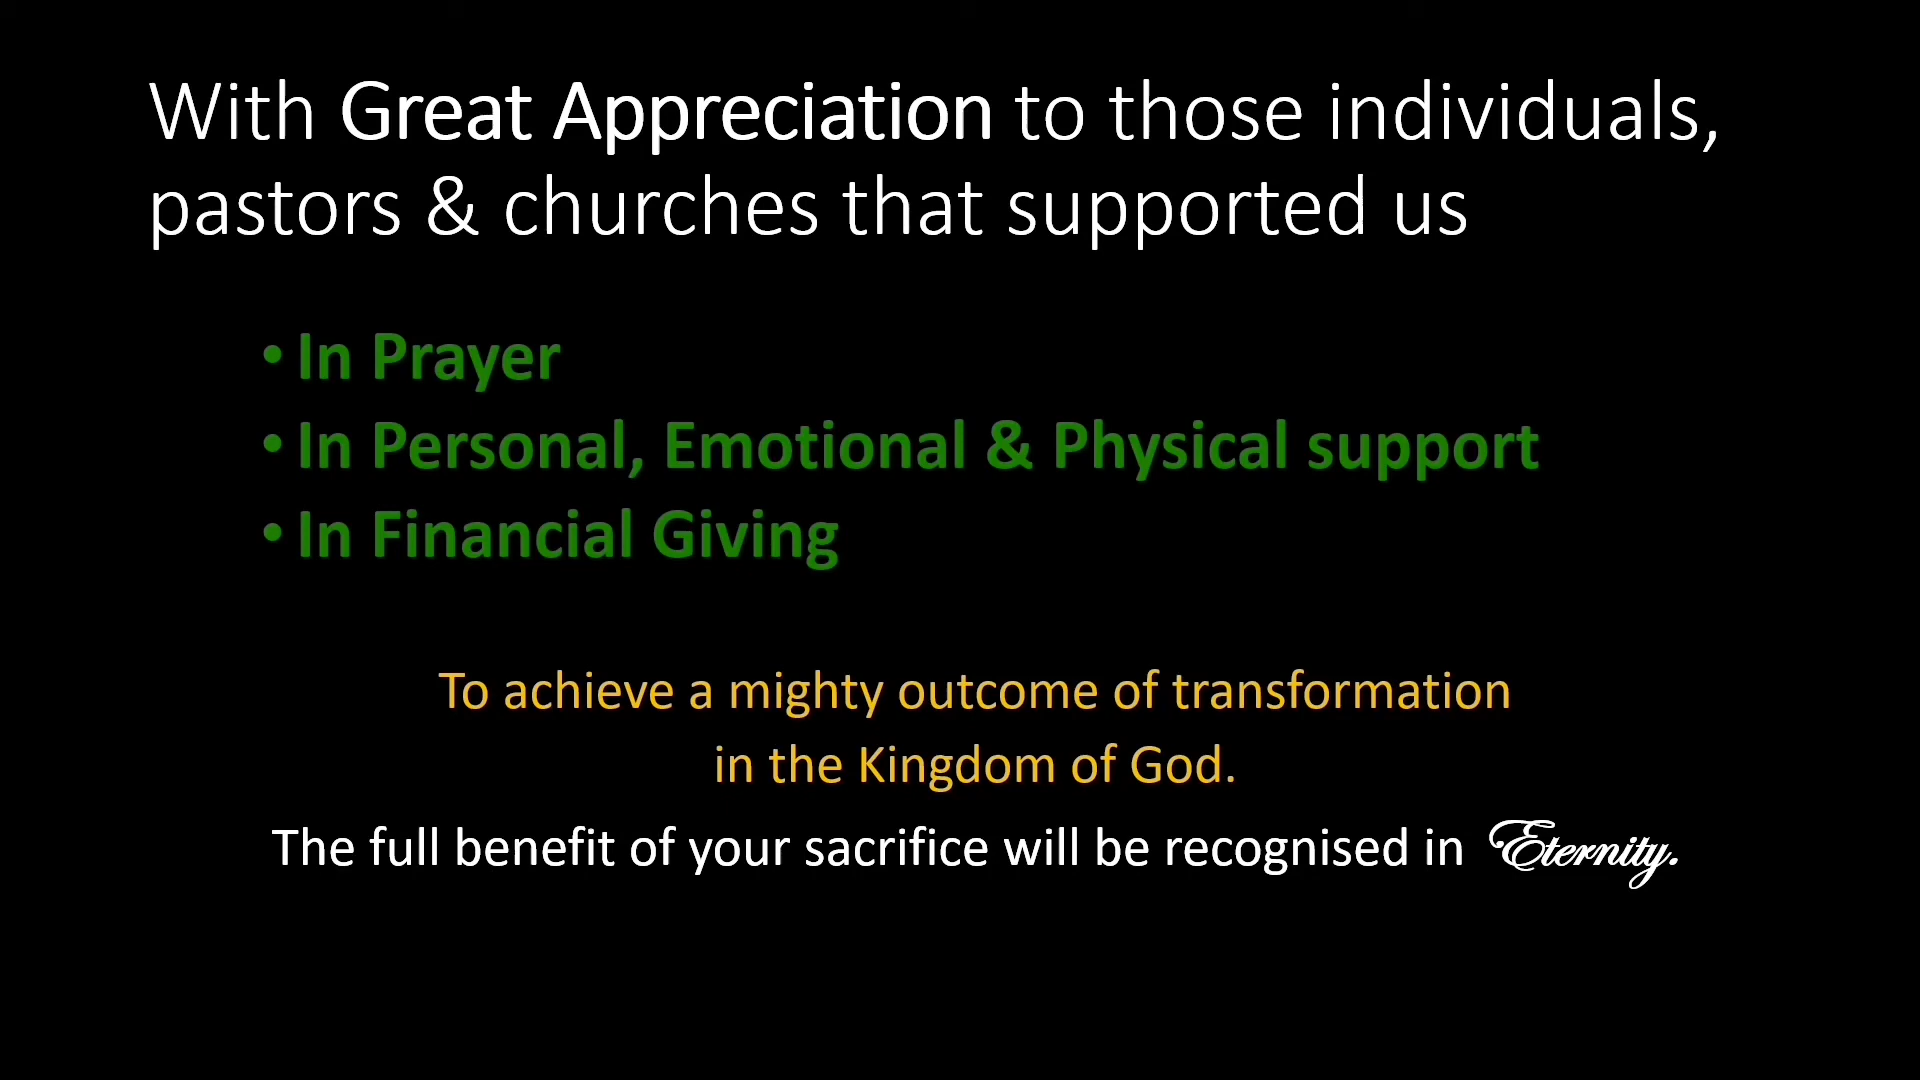 With Great Appreciation to those individuals,
pastors & churches that supported us
• In Prayer
• In Personal, Emotional & Physical support
• In Financial Giving
To achieve a mighty outcome of transformation
in the Kingdom of God.
The full benefit of your sacrifice will be recognised in Eternity.